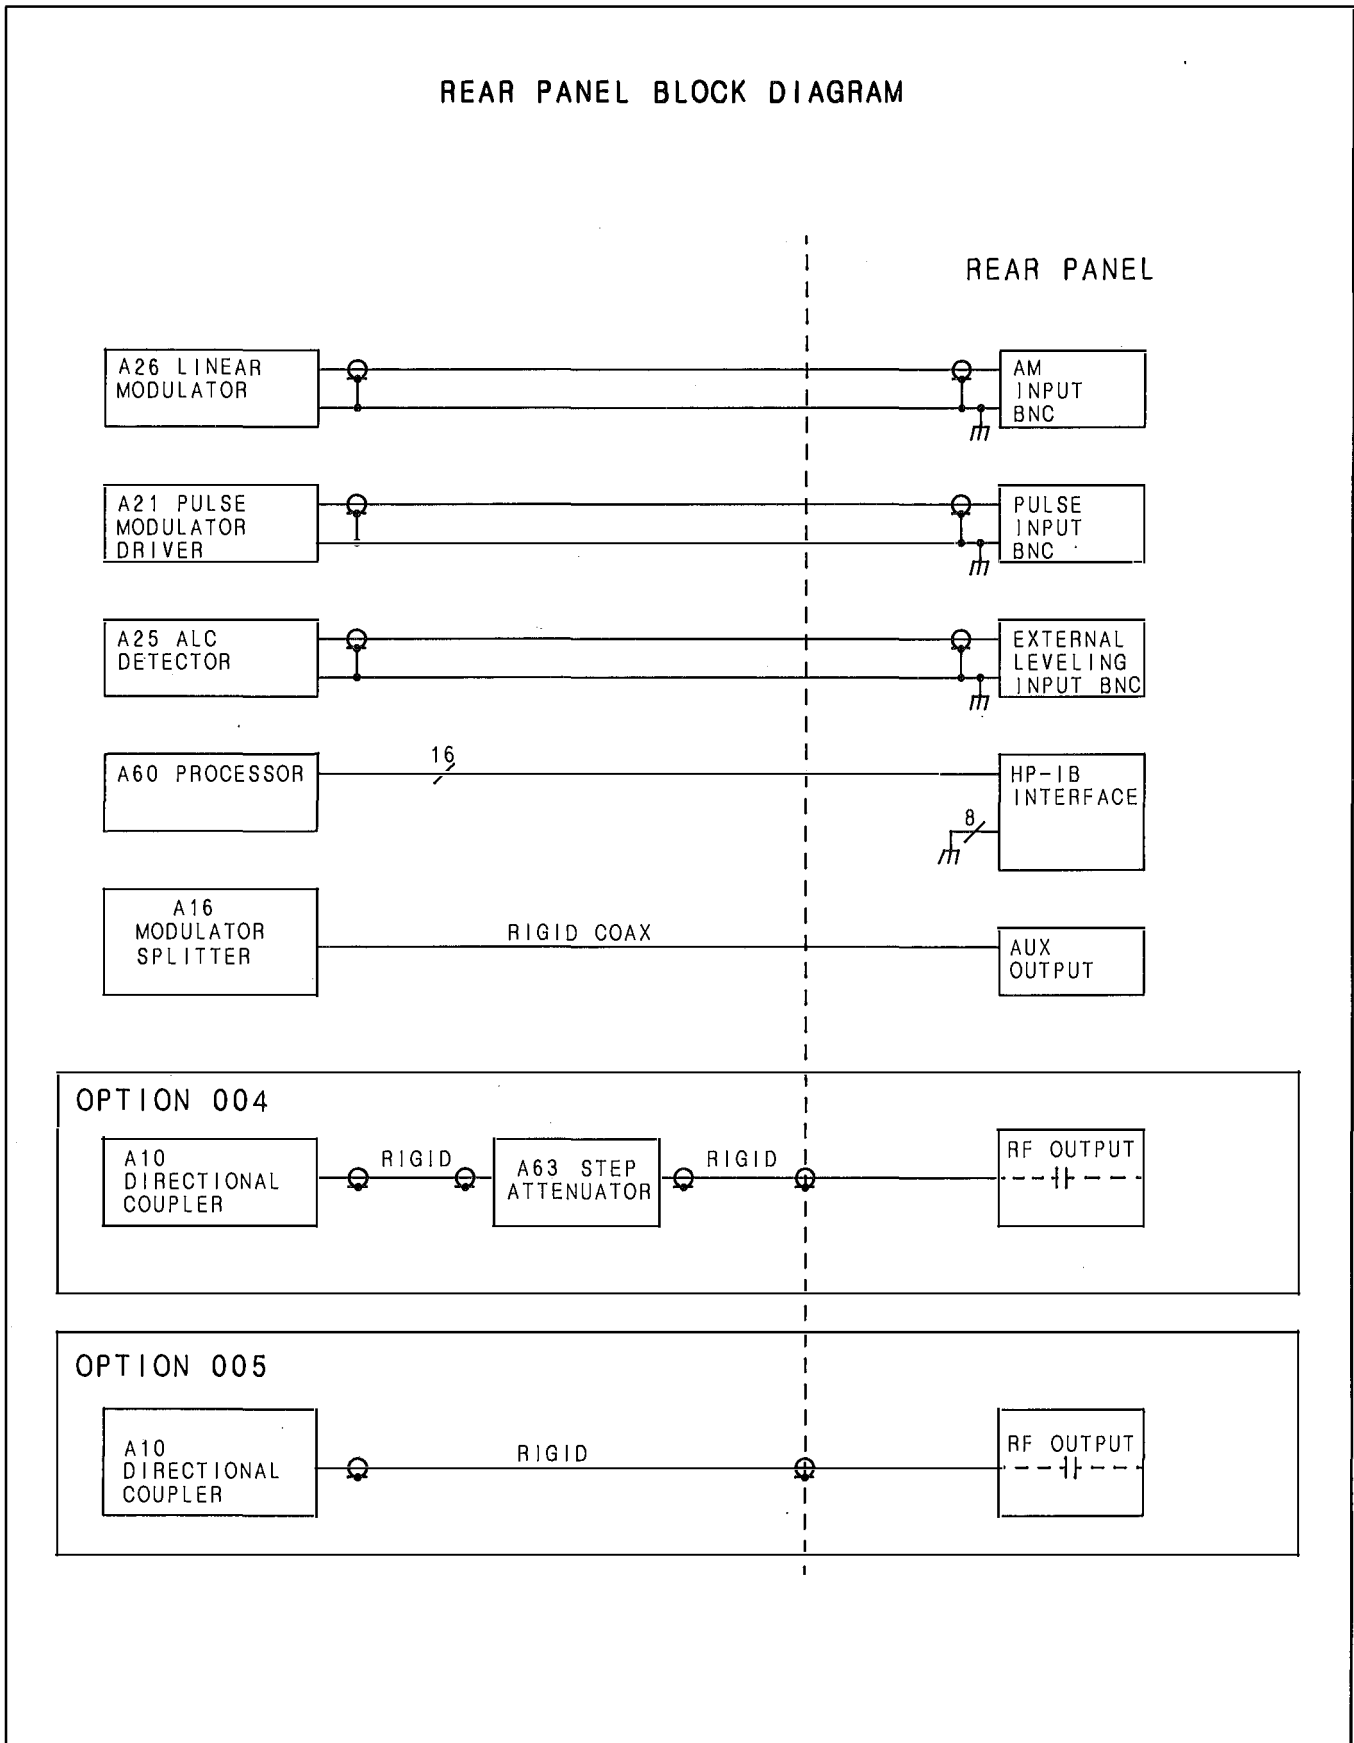 REAR PANEL BLOCK DIAGRAM
REAR PANEL
A26 LINEAR
MODULATOR
AM
INPUT
BNC
A21 PULSE
MODULATOR
DRIVER
PULSE
INPUT
BNC
A25 ALC
DETECTOR
EXTERNAL
LEVELING
INPUT BNC
A60 PROCESSOR
16
HP-IB
INTERFACE
8
A16
MODULATOR
SPLITTER
RIGID COAX
AUX
OUTPUT
OPTION 004
A10
DIRECTIONAL
COUPLER
RIGID
A63 STEP
ATTENUATOR
RIGID
RF OUTPUT
OPTION 005
A10
DIRECTIONAL
COUPLER
RIGID
RF OUTPUT